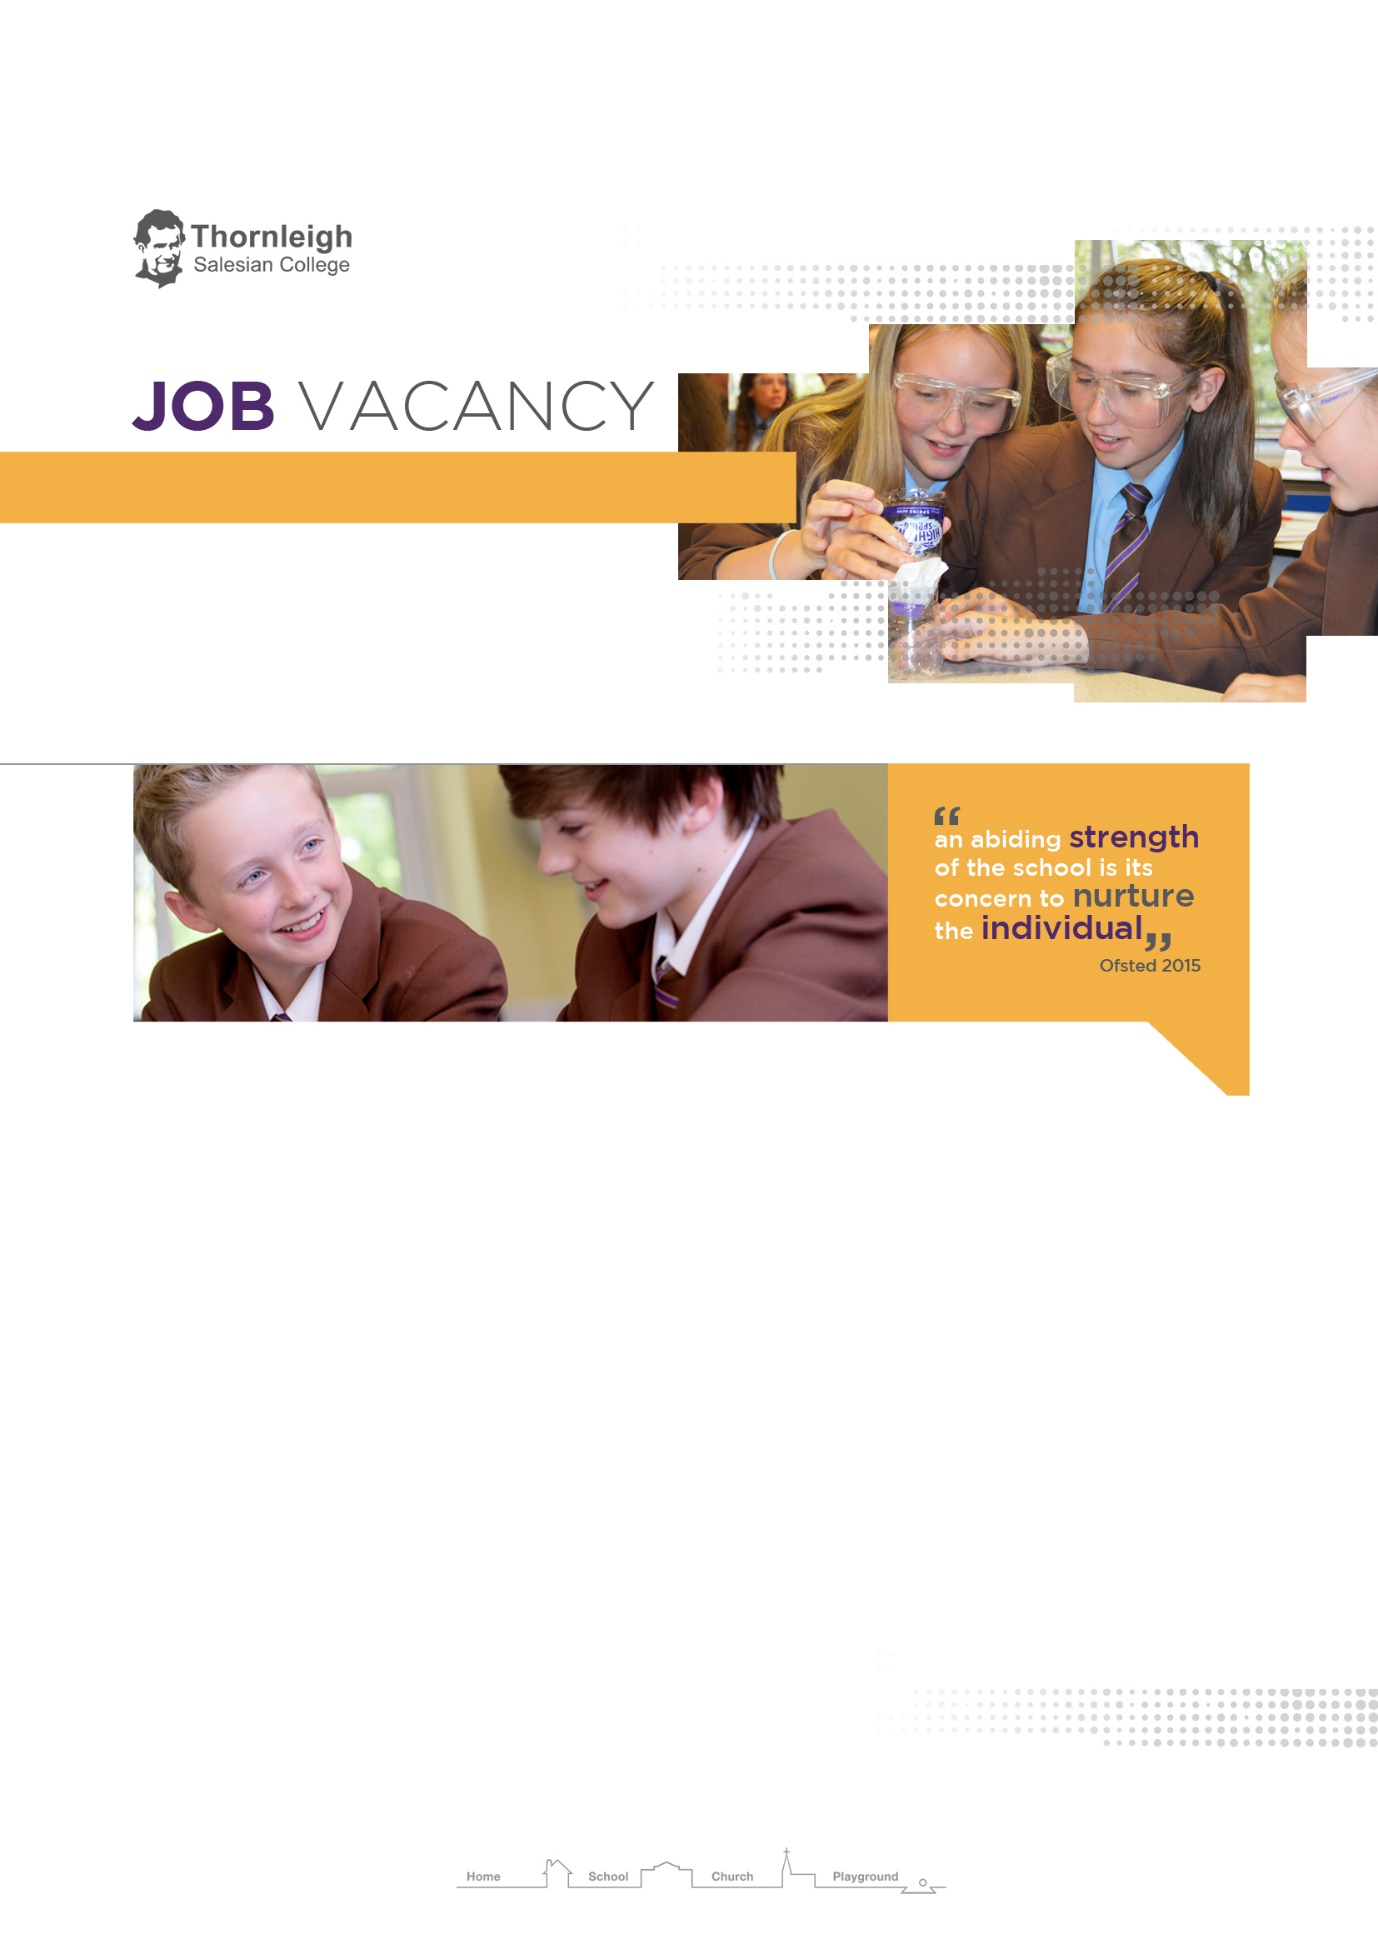 Thornleigh
Salesian College
JOB VACANCY
“
an abiding strength
of the school is its
concern to nurture
the individual”
Ofsted 2015
Home School Church Playground